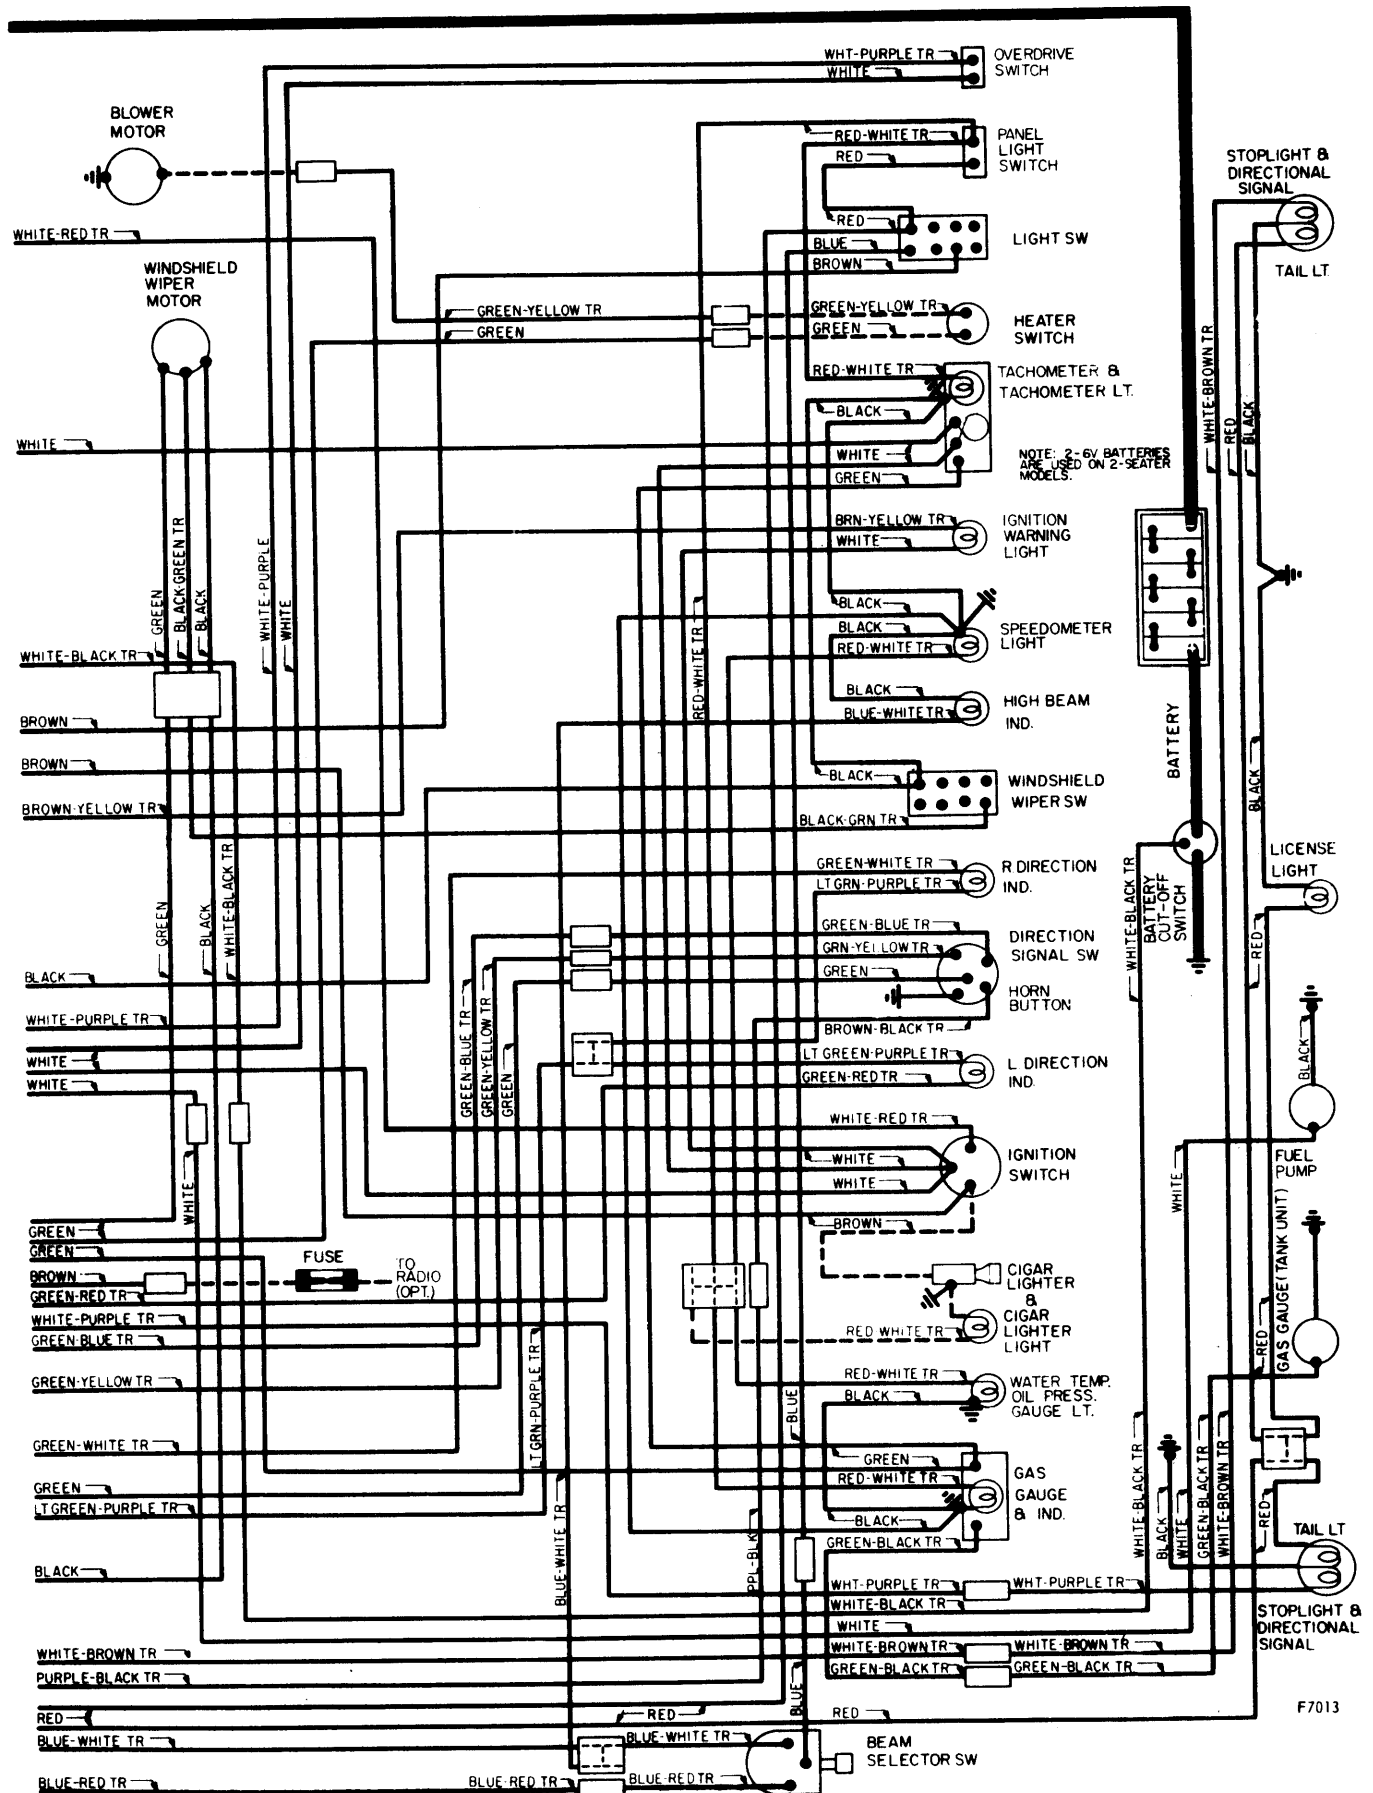 WHT-PURPLE TR
WHITE
OVERDRIVE
SWITCH
BLOWER
MOTOR
RED-WHITE TR
RED
PANEL
LIGHT
SWITCH
STOPLIGHT &
DIRECTIONAL
SIGNAL
TAIL LT.
WHITE-RED TR
RED
BLUE
BROWN
LIGHT SW
WINDSHIELD
WIPER
MOTOR
GREEN-YELLOW TR
GREEN
GREEN-YELLOW TR
GREEN
HEATER
SWITCH
RED-WHITE TR
BLACK
TACHOMETER &
TACHOMETER LT.
WHITE-BROWN TR
RED
BLACK
WHITE
WHITE
GREEN
NOTE: 2-6V BATTERIES
ARE USED ON 2-SEATER
MODELS.
BRN-YELLOW TR
WHITE
IGNITION
WARNING
LIGHT
GREEN
BLACK-GREEN TR
BLACK
WHITE-PURPLE
WHITE
BLACK
BLACK
RED-WHITE TR
SPEEDOMETER
LIGHT
WHITE-BLACK TR
RED-WHITE TR
BLACK
BLUE-WHITE TR
HIGH BEAM
IND.
BROWN
BROWN
BROWN-YELLOW TR
BATTERY
BLACK
BLACK
BLACK-GRN TR
WINDSHIELD
WIPER SW
GREEN
BLACK
WHITE-BLACK TR
GREEN-WHITE TR
LT GRN-PURPLE TR
R.DIRECTION
IND.
LICENSE
LIGHT
WHITE-BLACK TR
BATTERY
CUT-OFF
SWITCH
RED
GREEN-BLUE TR
GRN-YELLOW TR
GREEN
DIRECTION
SIGNAL SW
HORN
BUTTON
BROWN-BLACK TR
BLACK
WHITE-PURPLE TR
WHITE
WHITE
GREEN-BLUE TR
GREEN-YELLOW TR
GREEN
LT GREEN-PURPLE TR
GREEN-RED TR
L DIRECTION
IND.
BLACK
FUEL
PUMP
WHITE-RED TR
WHITE
WHITE
BROWN
IGNITION
SWITCH
WHITE
WHITE
GREEN
GREEN
BROWN
GREEN-RED TR
WHITE-PURPLE TR
GREEN-BLUE TR
GREEN-YELLOW TR
FUSE
TO
RADIO
(OPT.)
CIGAR
LIGHTER
&
CIGAR
LIGHTER
LIGHT
RED WHITE TR
RED
GAS GAUGE (TANK UNIT)
LT GRN-PURPLE TR
BLUE
RED-WHITE TR
BLACK
WATER TEMP.
OIL PRESS.
GAUGE LT.
GREEN-WHITE TR
GREEN
LT GREEN-PURPLE TR
BLACK
GREEN
RED-WHITE TR
BLACK
GREEN-BLACK TR
GAS
GAUGE
& IND.
BLUE-WHITE TR
PPL-BLK
WHITE-BLACK TR
BLACK
WHITE
GREEN-BLACK TR
WHITE-BROWN TR
RED
TAIL LT
STOPLIGHT &
DIRECTIONAL
SIGNAL
WHT-PURPLE TR
WHT-PURPLE TR
WHITE-BLACK TR
WHITE
WHITE-BROWN TR
WHITE-BROWN TR
WHITE-BROWN TR
GREEN-BLACK TR
GREEN-BLACK TR
PURPLE-BLACK TR
BLUE
RED
RED
RED
F7013
BLUE-WHITE TR
BLUE-WHITE TR
BEAM
SELECTOR SW
BLUE-RED TR
BLUE-RED TR
BLUE-RED TR